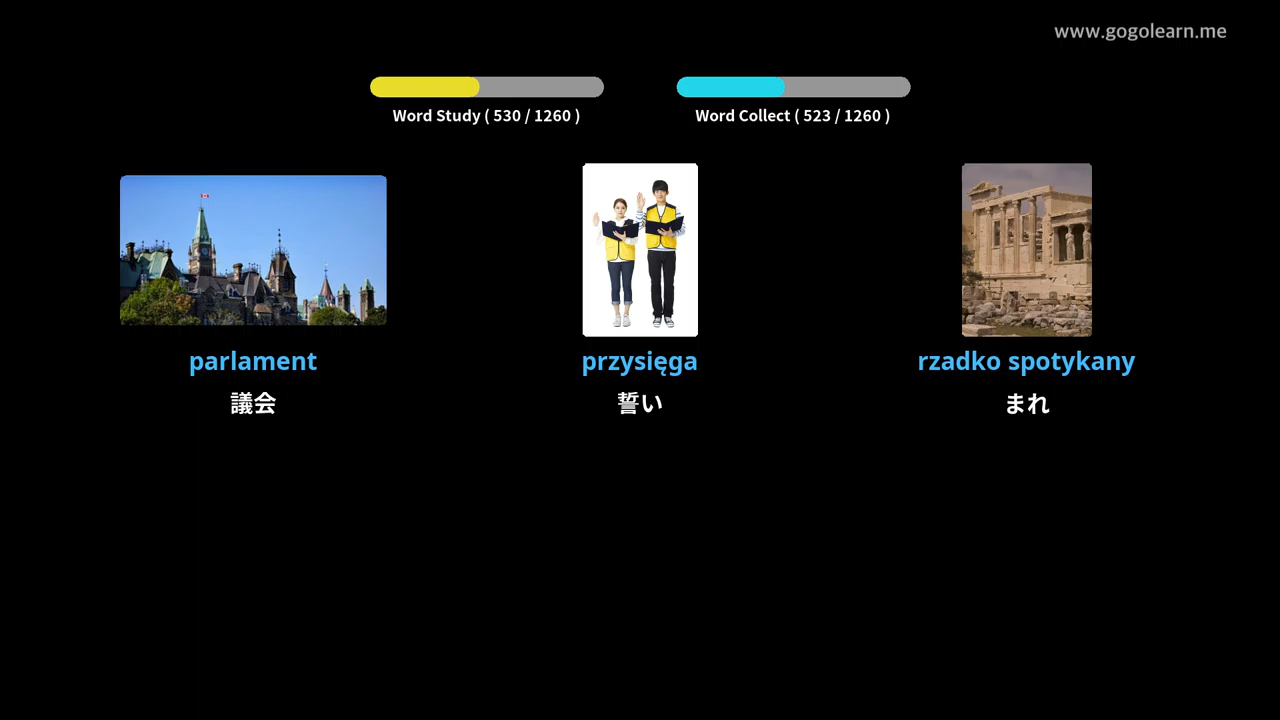 www.gogolearn.me
Word Study ( 530 / 1260 )
Word Collect ( 523 / 1260 )
parlament
przysięga
rzadko spotykany
議会
誓い
まれ